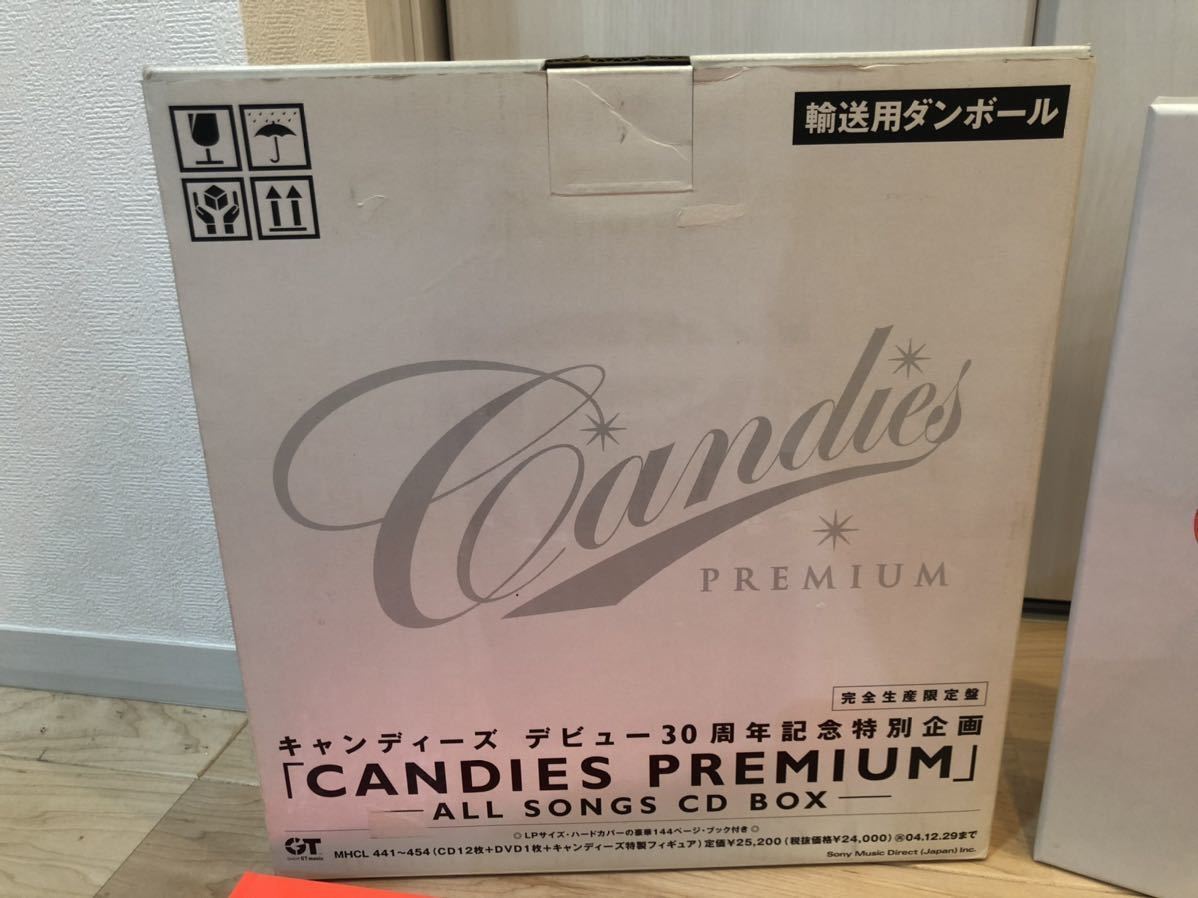 輸送用ダンボール
Candies
PREMIUM
完全生産限定盤
キャンディーズ デビュー30周年記念特別企画
「CANDIES PREMIUM」
—ALL SONGS CD BOX—
◎LPサイズ・ハードカバーの豪華144ページ・ブック付き◎
MHCL 441〜454(CD12枚+DVD1枚+キャンディーズ特製フィギュア)定価¥25,200(税抜価格¥24,000)㋫04.12.29まで
GT
Sony Music Direct (Japan) Inc.